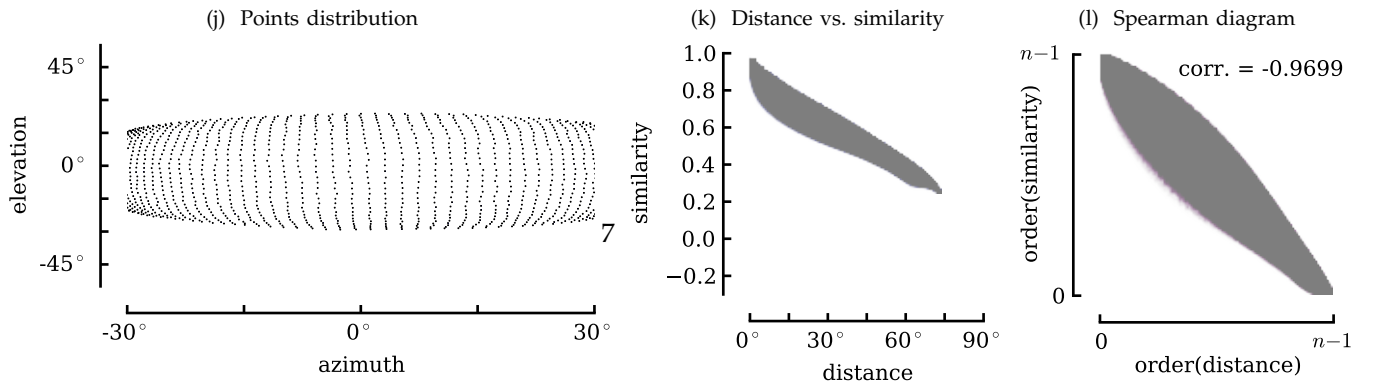 (j) Points distribution
45°
0°
-45°
elevation
-30°
0°
30°
azimuth
7
(k) Distance vs. similarity
1.0
0.8
0.6
0.4
0.2
0.0
−0.2
similarity
0°
30°
60°
90°
distance
(l) Spearman diagram
n−1
corr. = -0.9699
0
order(similarity)
0
n−1
order(distance)